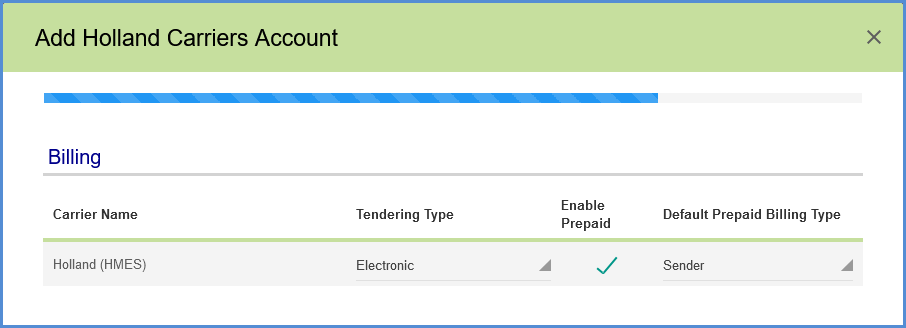 Add Holland Carriers Account
Billing
Carrier Name Tendering Type Enable Prepaid Default Prepaid Billing Type
Holland (HMES) Electronic Sender